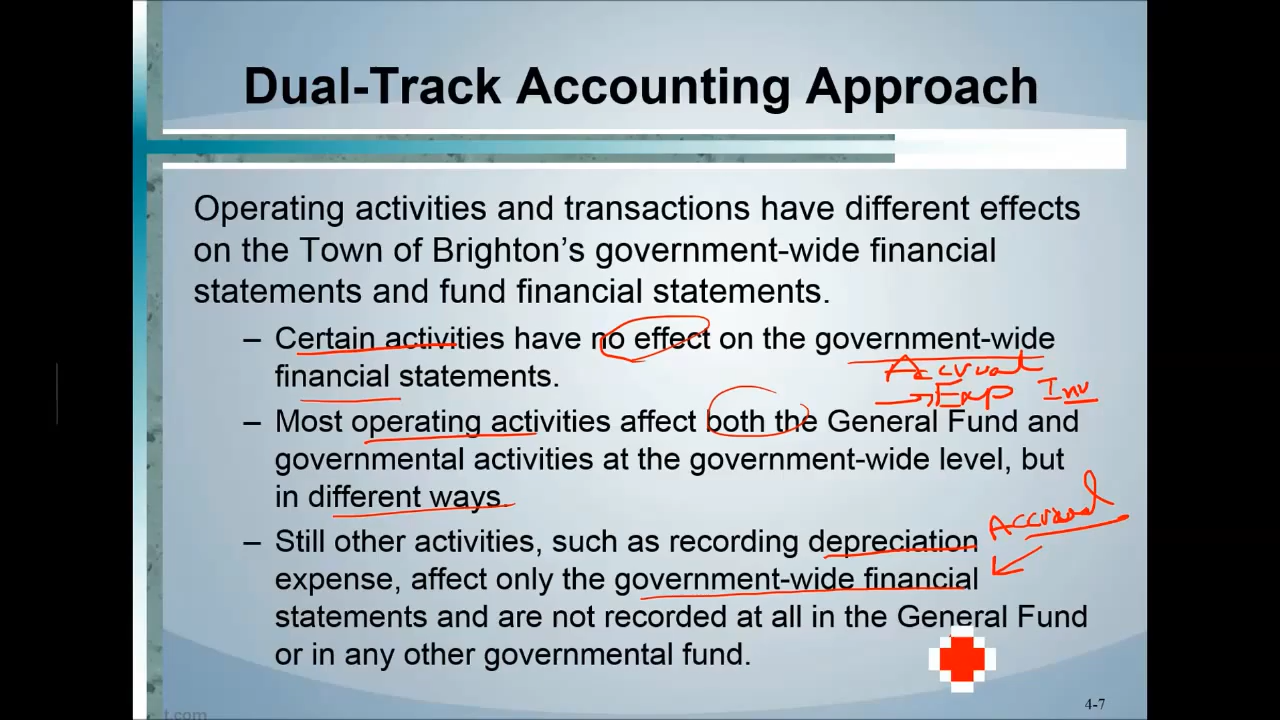 Dual-Track Accounting Approach
Operating activities and transactions have different effects
on the Town of Brighton’s government-wide financial
statements and fund financial statements.
– Certain activities have no effect on the government-wide
financial statements.
Accrual
Exp Inv
– Most operating activities affect both the General Fund and
governmental activities at the government-wide level, but
in different ways.
Accrual
– Still other activities, such as recording depreciation
expense, affect only the government-wide financial
statements and are not recorded at all in the General Fund
or in any other governmental fund.
4-7
t.com